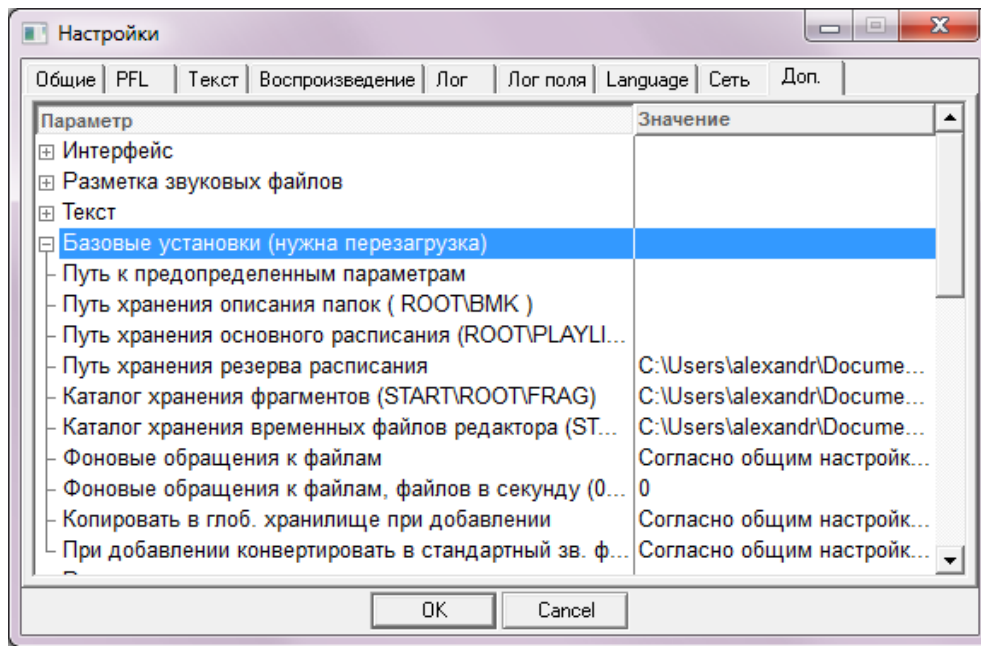 Настройки
Общие PFL Текст Воспроизведение Лог Лог поля Language Сеть Доп.
Параметр Значение
Интерфейс
Разметка звуковых файлов
Текст
Базовые установки (нужна перезагрузка)
Путь к предопределенным параметрам
Путь хранения описания папок ( ROOT\BMK )
Путь хранения основного расписания (ROOT\PLAYLI...
Путь хранения резерва расписания C:\Users\alexandr\Docume...
Каталог хранения фрагментов (START\ROOT\FRAG) C:\Users\alexandr\Docume...
Каталог хранения временных файлов редактора (ST... C:\Users\alexandr\Docume...
Фоновые обращения к файлам Согласно общим настройк...
Фоновые обращения к файлам, файлов в секунду (0... 0
Копировать в глоб. хранилище при добавлении Согласно общим настройк...
При добавлении конвертировать в стандартный зв. ф... Согласно общим настройк...
OK Cancel